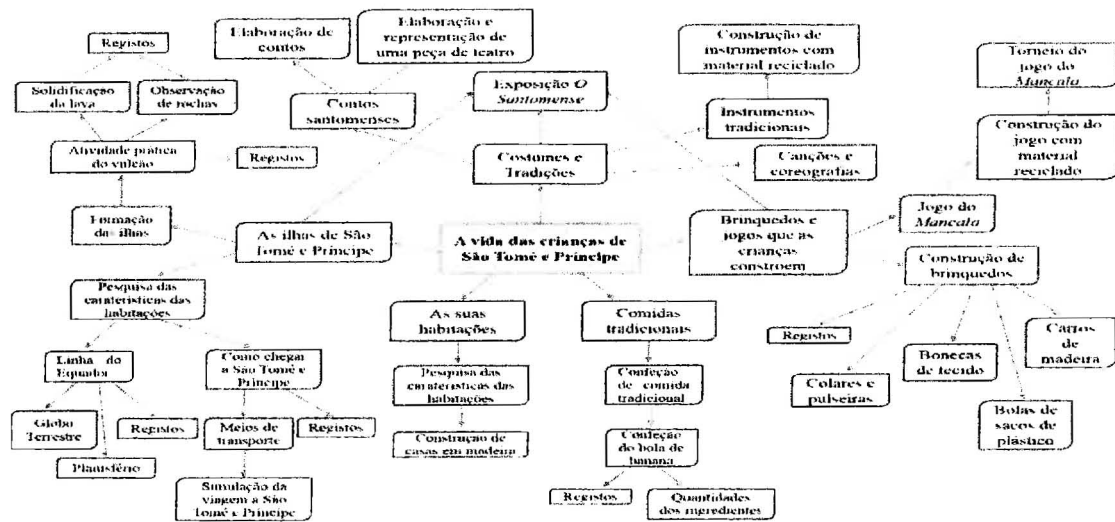 Registos
Elaboração de
contos
Elaboração e
representação de
uma peça de teatro
Construção de
instrumentos com
material reciclado
Torneio do
jogo do
Mancala
Solidificação
da lava
Observação
de rochas
Contos
santomenses
Exposição O
Santomense
Instrumentos
tradicionais
Construção do
jogo com
material
reciclado
Atividade prática
do vulcão
Registos
Costumes e
Tradições
Canções e
coreografias
Formação
das ilhas
As ilhas de São
Tomé e Príncipe
A vida das crianças de
São Tomé e Príncipe
Brinquedos e
jogos que as
crianças
constroem
Jogo do
Mancala
Pesquisa das
caraterísticas das
habitações
As suas
habitações
Comidas
tradicionais
Construção de
brinquedos
Linha do
Equador
Como chegar
a São Tomé e
Príncipe
Pesquisa das
caraterísticas das
habitações
Confeção
de comida
tradicional
Registos
Bonecas
de tecido
Carros
de
madeira
Colares e
pulseiras
Globo
Terrestre
Registos
Meios de
transporte
Registos
Construção de
casas em madeira
Confeção
do bola de
banana
Bolas de
sacos de
plástico
Planisfério
Simulação da
viagem a São
Tomé e Príncipe
Registos
Quantidades
dos ingredientes